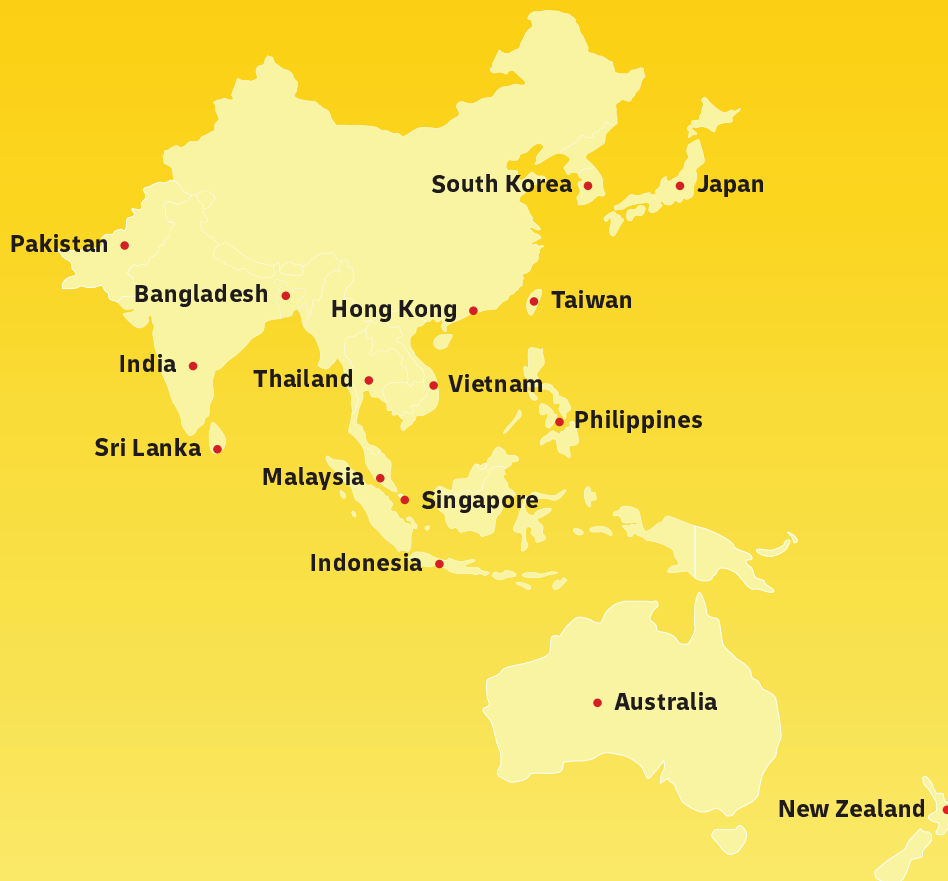 South Korea
Japan
Pakistan
Bangladesh
Hong Kong
Taiwan
India
Thailand
Vietnam
Philippines
Sri Lanka
Malaysia
Singapore
Indonesia
Australia
New Zealand